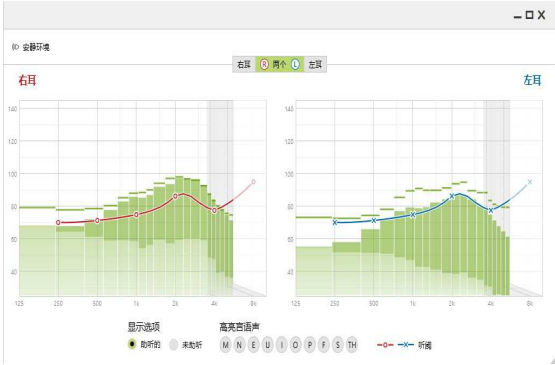 安静环境
右耳 R 两个 L 左耳
右耳
左耳
140 140
120 120
100 100
80 80
60 60
40 40
125 250 500 1k 2k 4k 8k 125 250 500 1k 2k 4k 8k
显示选项 高亮言语声
助听的 未助听 M N E U I O P F S TH 听阈